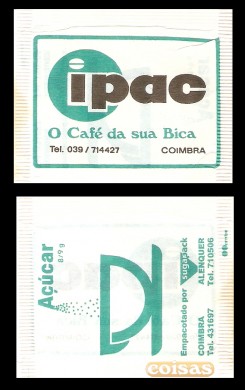 ipac
O Café da sua Bica
Tel. 039 / 714427 COIMBRA
Açúcar
8/9 g
Empacotado por sugarpack
COIMBRA ALENQUER
Tel. 431697 Tel. 710506
coisas